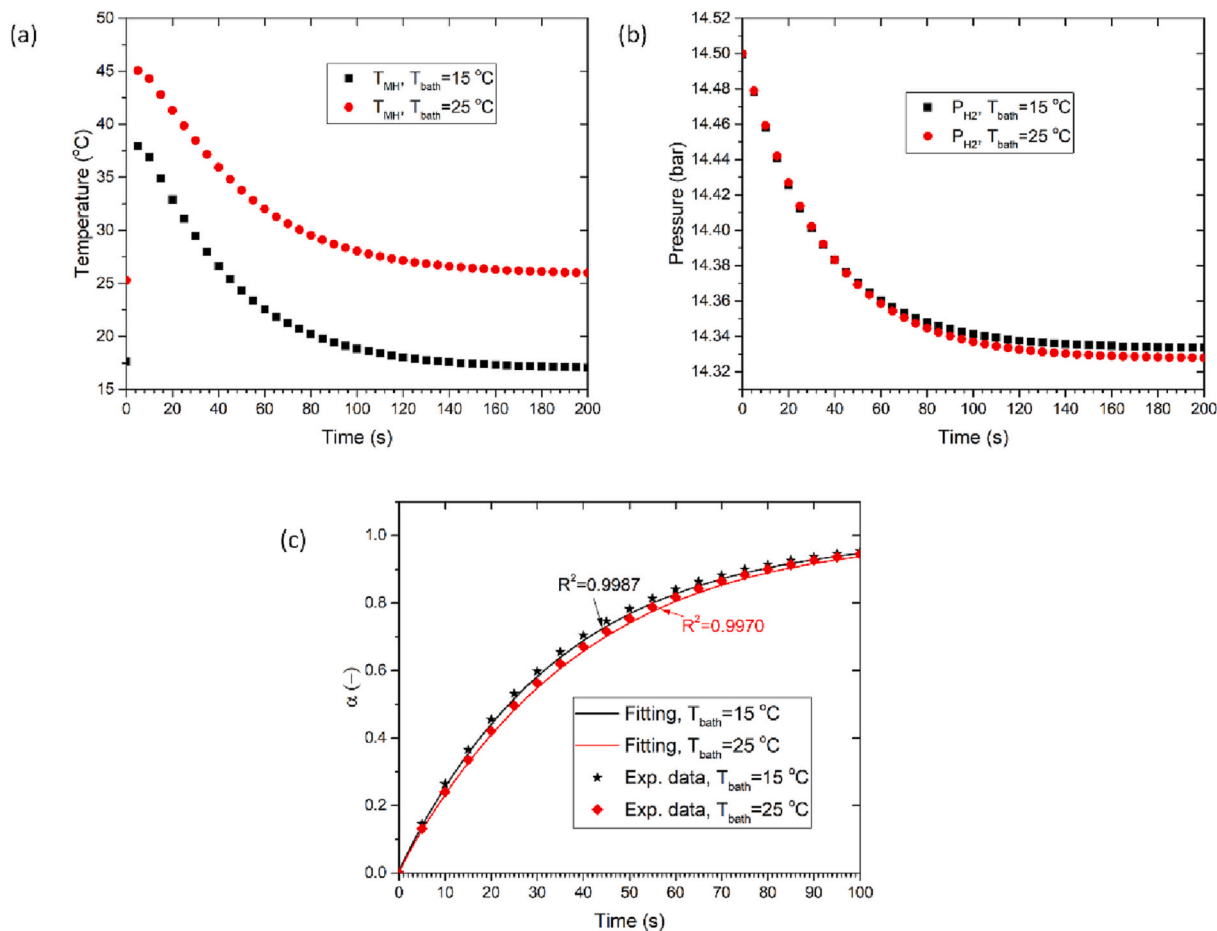 (a)
50
45
40
35
30
25
20
15
Temperature (°C)
T_MH, T_bath=15 °C
T_MH, T_bath=25 °C
0 20 40 60 80 100 120 140 160 180 200
Time (s)
(b)
14.52
14.50
14.48
14.46
14.44
14.42
14.40
14.38
14.36
14.34
14.32
Pressure (bar)
P_H2, T_bath=15 °C
P_H2, T_bath=25 °C
0 20 40 60 80 100 120 140 160 180 200
Time (s)
(c)
1.0
0.8
0.6
0.4
0.2
0.0
α (−)
R²=0.9987
R²=0.9970
Fitting, T_bath=15 °C
Fitting, T_bath=25 °C
Exp. data, T_bath=15 °C
Exp. data, T_bath=25 °C
0 10 20 30 40 50 60 70 80 90 100
Time (s)